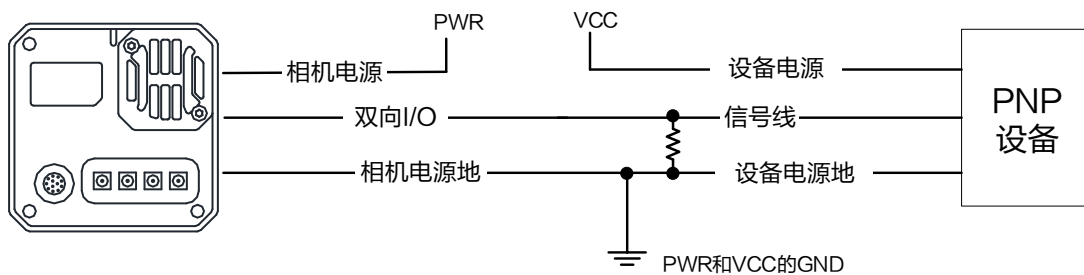 PWR
VCC
相机电源
设备电源
双向I/O
信号线
PNP
设备
相机电源地
设备电源地
PWR和VCC的GND